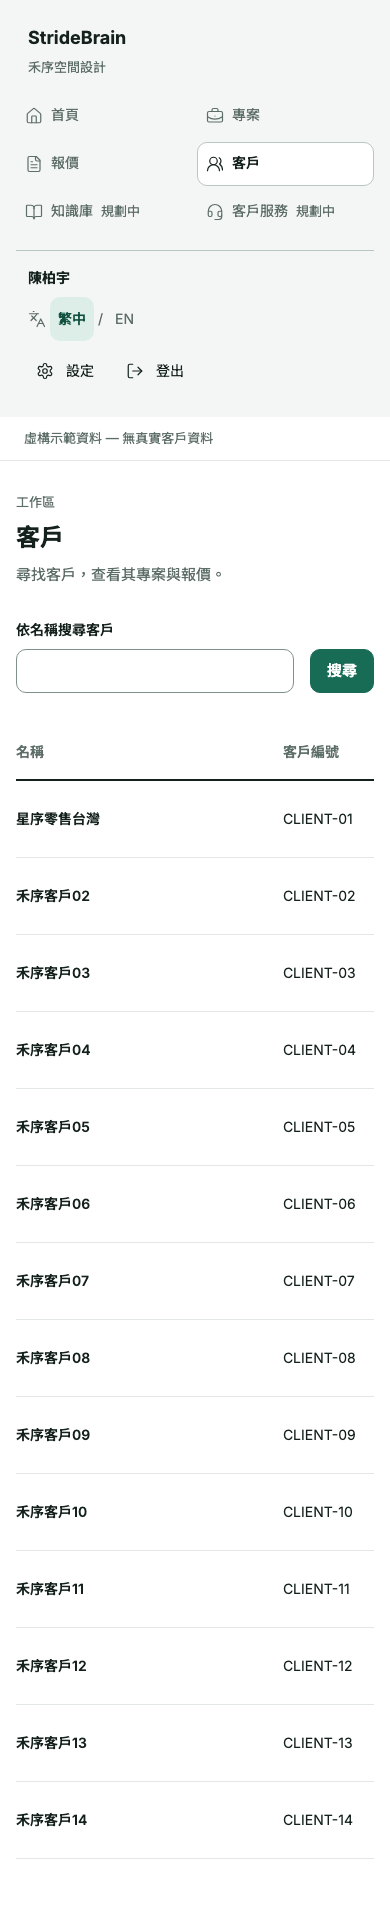 StrideBrain
禾序空間設計
首頁
專案
報價
客戶
知識庫 規劃中
客戶服務 規劃中
陳柏宇
繁中 / EN
設定
登出
虛構示範資料 — 無真實客戶資料
工作區
客戶
尋找客戶，查看其專案與報價。
依名稱搜尋客戶
搜尋
名稱 客戶編號
星序零售台灣 CLIENT-01
禾序客戶02 CLIENT-02
禾序客戶03 CLIENT-03
禾序客戶04 CLIENT-04
禾序客戶05 CLIENT-05
禾序客戶06 CLIENT-06
禾序客戶07 CLIENT-07
禾序客戶08 CLIENT-08
禾序客戶09 CLIENT-09
禾序客戶10 CLIENT-10
禾序客戶11 CLIENT-11
禾序客戶12 CLIENT-12
禾序客戶13 CLIENT-13
禾序客戶14 CLIENT-14